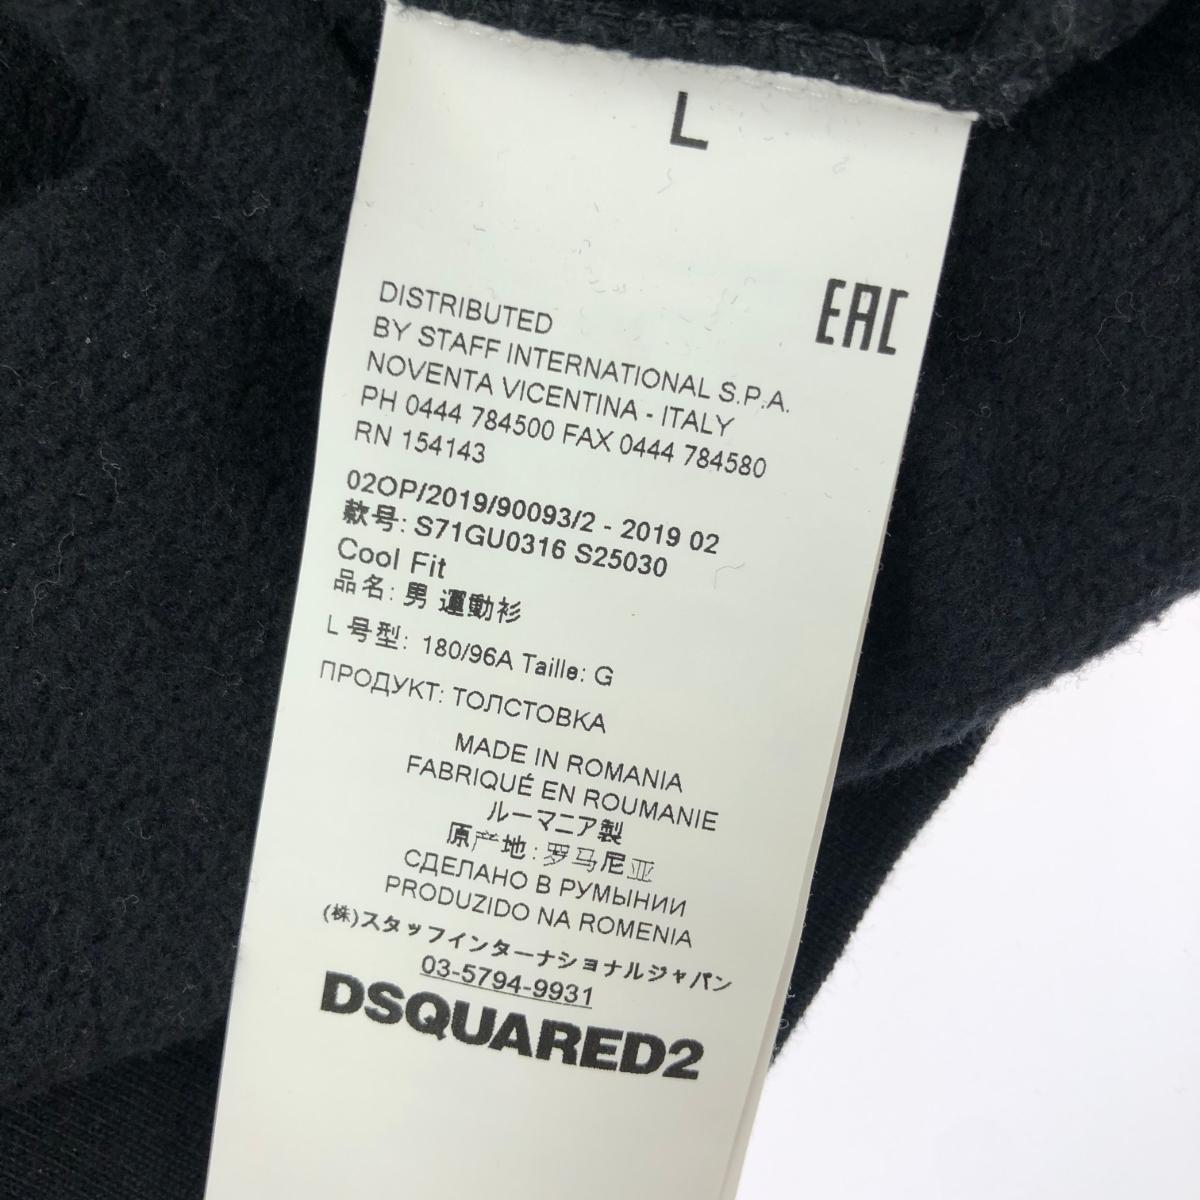 L
EAC
DISTRIBUTED
BY STAFF INTERNATIONAL S.P.A.
NOVENTA VICENTINA - ITALY
PH 0444 784500 FAX 0444 784580
RN 154143
02OP/2019/90093/2 - 2019 02
款号: S71GU0316 S25030
Cool Fit
品名: 男 運動衫
L 号型: 180/96A Taille: G
ПРОДУКТ: ТОЛСТОВКА
MADE IN ROMANIA
FABRIQUÉ EN ROUMANIE
ルーマニア製
原产地: 罗马尼亚
СДЕЛАНО В РУМЫНИИ
PRODUZIDO NA ROMENIA
(株)スタッフインターナショナルジャパン
03-5794-9931
DSQUARED2